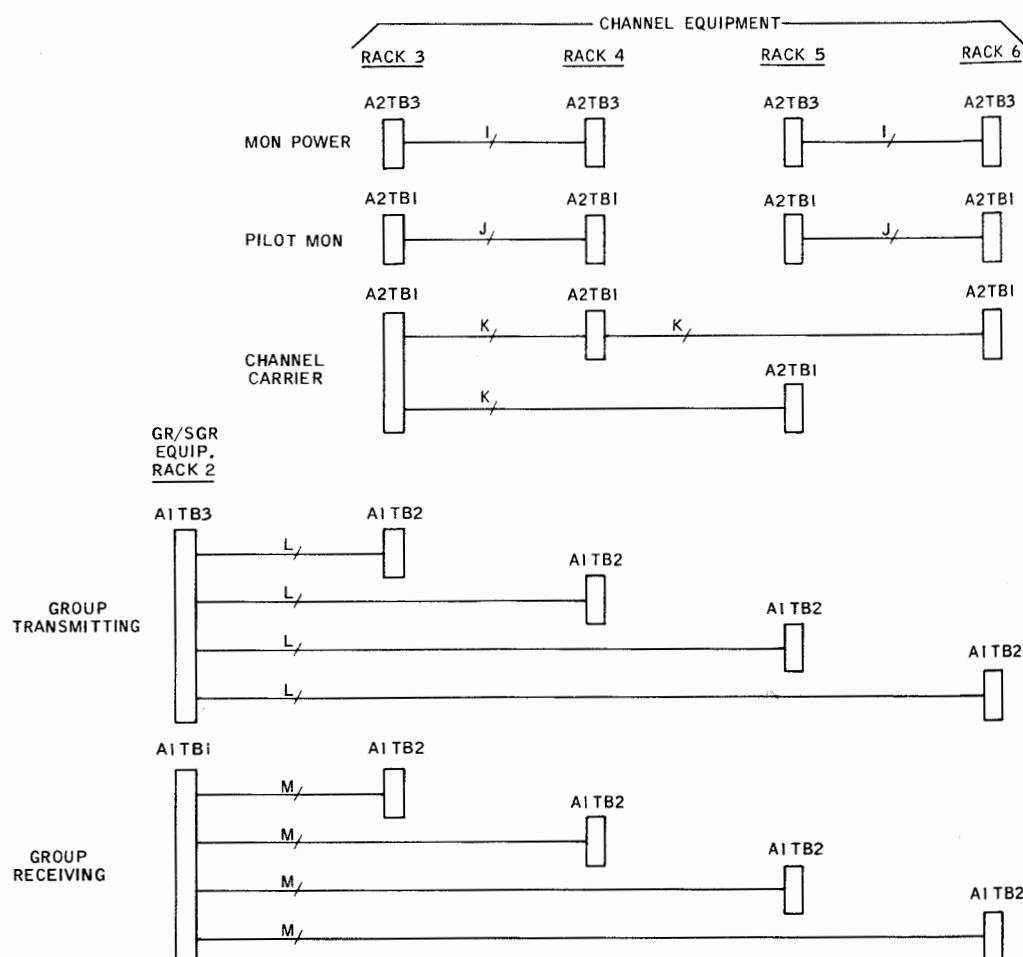 CHANNEL EQUIPMENT
RACK 3 RACK 4 RACK 5 RACK 6
A2TB3 A2TB3 A2TB3 A2TB3
MON POWER I I
A2TB1 A2TB1 A2TB1 A2TB1
PILOT MON J J
A2TB1 A2TB1 A2TB1
K K
CHANNEL
CARRIER
A2TB1
K
GR/SGR
EQUIP.
RACK 2
A1TB3 A1TB2
L
A1TB2
L
GROUP
TRANSMITTING
A1TB2
L
A1TB2
L
A1TB1 A1TB2
M
A1TB2
M
GROUP
RECEIVING
A1TB2
M
A1TB2
M